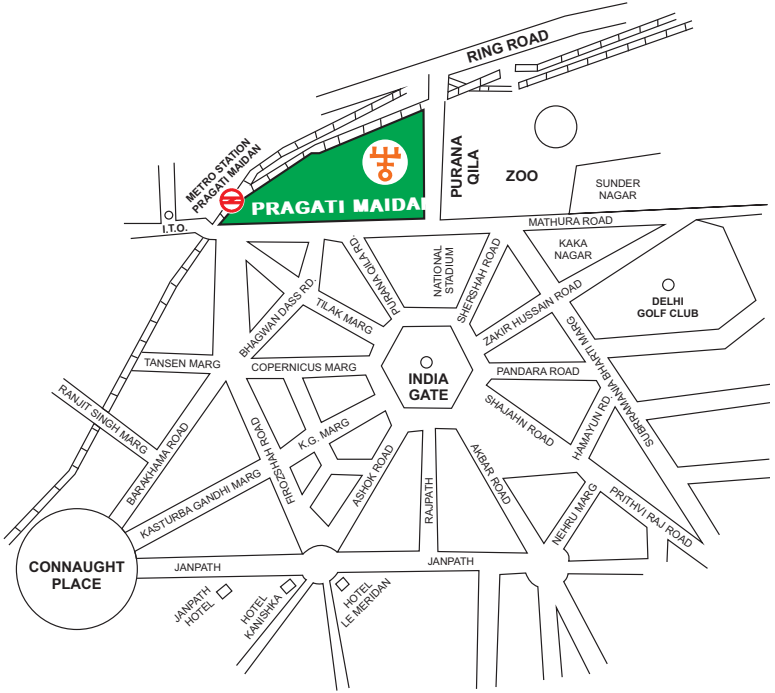 RING ROAD
METRO STATION
PRAGATI MAIDAN
PURANA
QILA
ZOO
SUNDER
NAGAR
PRAGATI MAIDAN
I.T.O.
MATHURA ROAD
KAKA
NAGAR
PURANA QILA RD.
NATIONAL
STADIUM
SHERSHAH ROAD
BHAGWAN DASS RD.
TILAK MARG
ZAKIR HUSSAIN ROAD
DELHI
GOLF CLUB
TANSEN MARG
COPERNICUS MARG
INDIA
GATE
PANDARA ROAD
SUBRRAMANIA BHARTI MARG
RANJIT SINGH MARG
BARAKHAMA ROAD
FIROZSHAH ROAD
K.G. MARG
SHAJAHN ROAD
HAMAYUN RD.
KASTURBA GANDHI MARG
ASHOK ROAD
RAJPATH
AKBAR ROAD
NEHRU MARG
PRITHVI RAJ ROAD
CONNAUGHT
PLACE
JANPATH
JANPATH
JANPATH
HOTEL
HOTEL
KANISHKA
HOTEL
LE MERIDAN